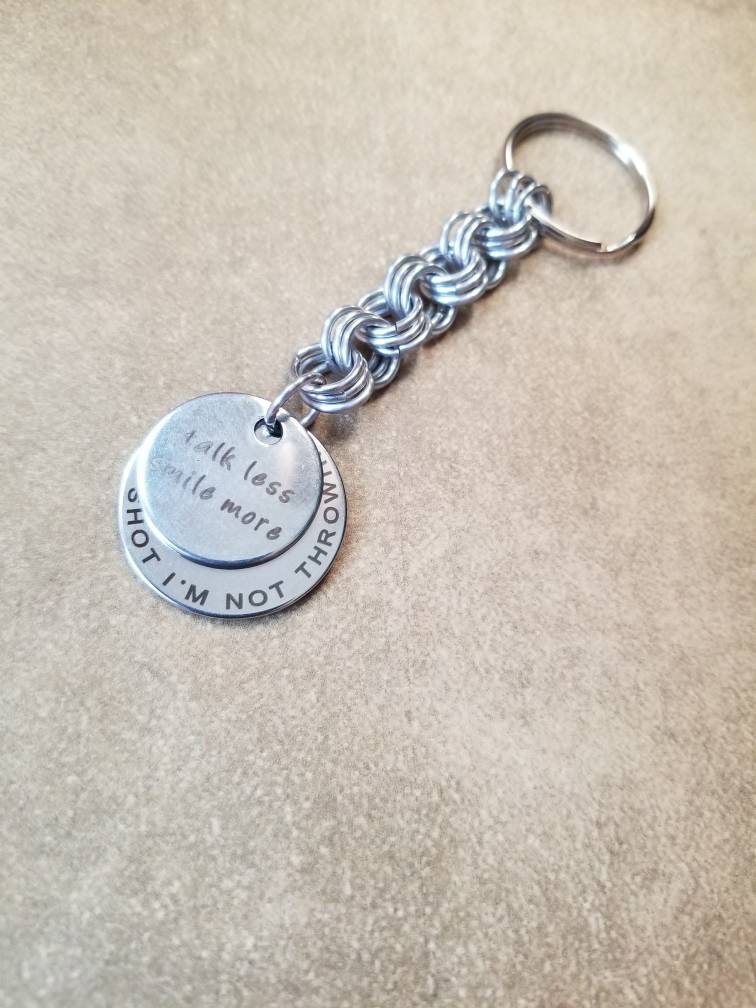 talk less
smile more
SHOT I'M NOT THROW